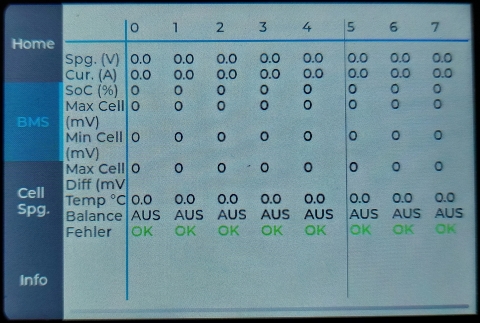 Home
BMS
Cell
Spg.
Info
0 1 2 3 4 5 6 7
Spg. (V) 0.0 0.0 0.0 0.0 0.0 0.0 0.0 0.0
Cur. (A) 0.0 0.0 0.0 0.0 0.0 0.0 0.0 0.0
SoC (%) 0 0 0 0 0 0 0 0
Max Cell 0 0 0 0 0 0 0 0
(mV)
Min Cell 0 0 0 0 0 0 0 0
(mV)
Max Cell 0 0 0 0 0 0 0 0
Diff (mV
Temp °C 0.0 0.0 0.0 0.0 0.0 0.0 0.0 0.0
Balance AUS AUS AUS AUS AUS AUS AUS AUS
Fehler OK OK OK OK OK OK OK OK